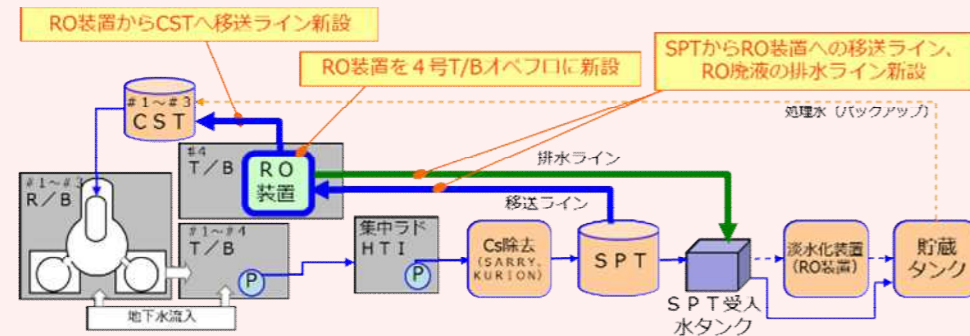 RO装置からCSTへ移送ライン新設
RO装置を4号T/Bオペフロに新設
SPTからRO装置への移送ライン、
RO廃液の排水ライン新設
#1~#3
CST
処理水 (バックアップ)
#4
T/B
RO
装置
排水ライン
移送ライン
#1~#3
R/B
#1~#4
T/B
P
集中ラド
HTI
P
Cs除去
(SARRY、
KURION)
SPT
SPT受入
水タンク
淡水化装置
(RO装置)
貯蔵
タンク
地下水流入